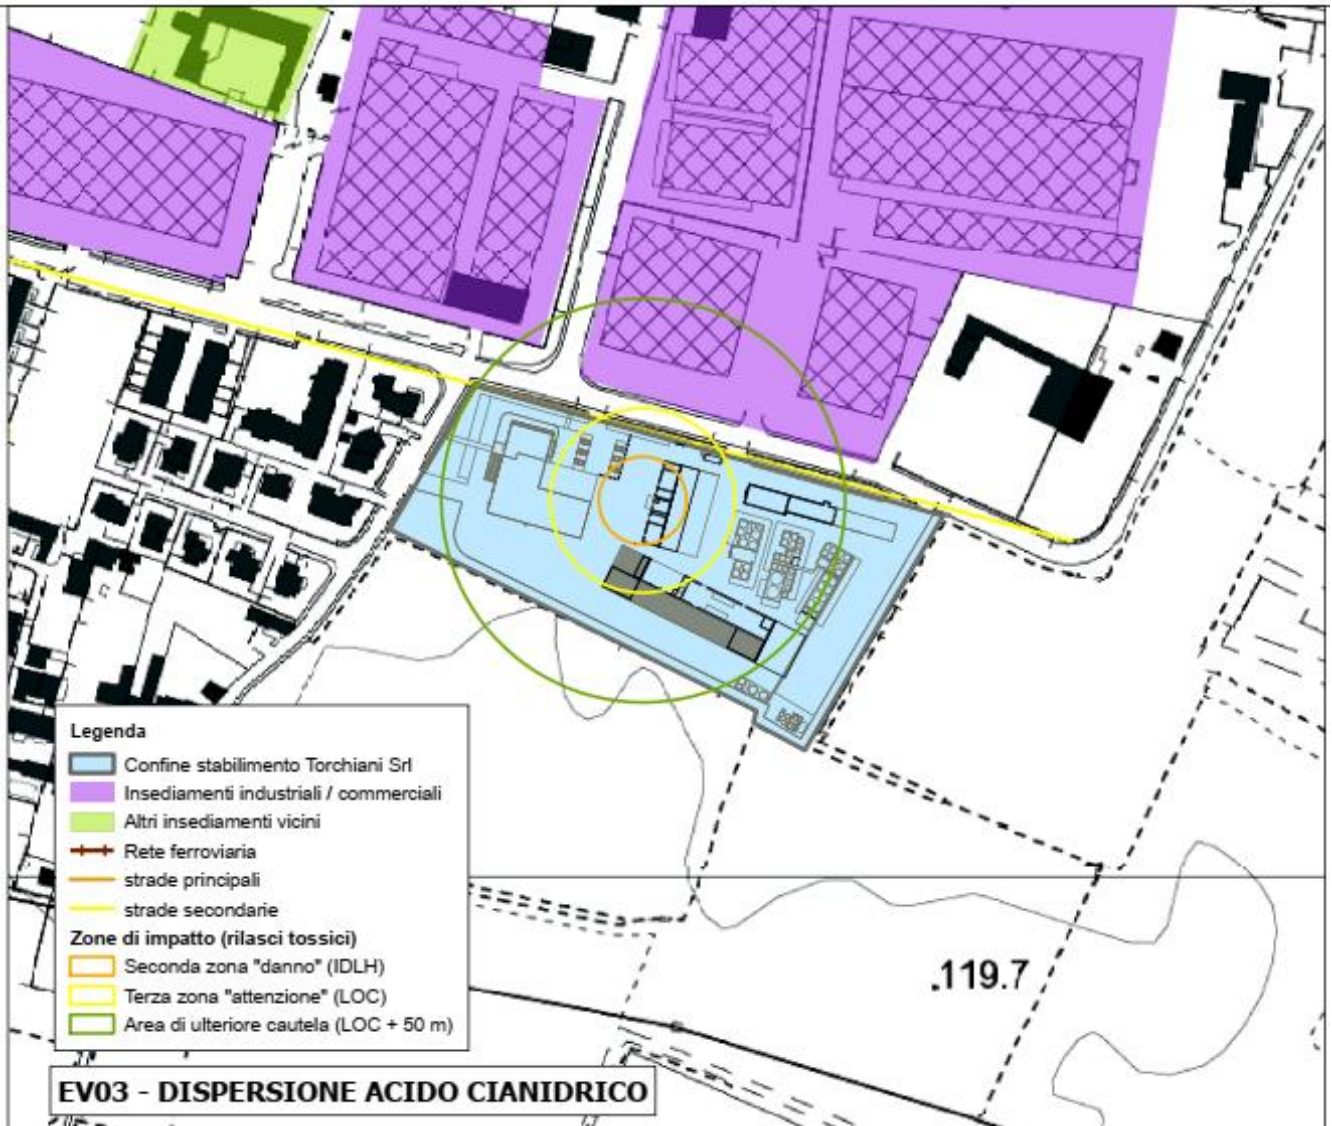 Legenda
Confine stabilimento Torchiani Srl
Insediamenti industriali / commerciali
Altri insediamenti vicini
Rete ferroviaria
strade principali
strade secondarie
Zone di impatto (rilasci tossici)
Seconda zona "danno" (IDLH)
Terza zona "attenzione" (LOC)
Area di ulteriore cautela (LOC + 50 m)
.119.7
EV03 - DISPERSIONE ACIDO CIANIDRICO